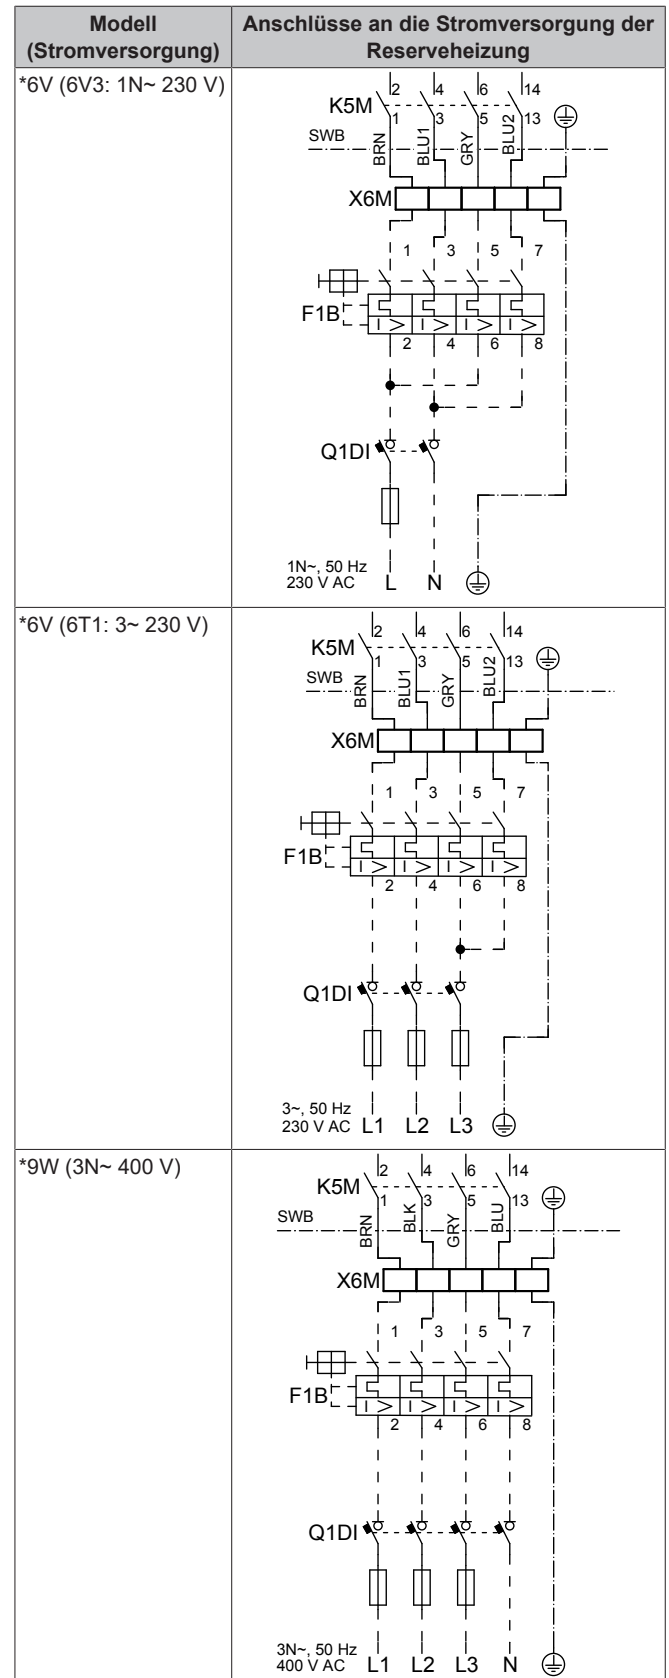 Modell
(Stromversorgung)
Anschlüsse an die Stromversorgung der
Reserveheizung
*6V (6V3: 1N~ 230 V)
2 4 6 14
K5M
1 3 5 13
SWB
BRN BLU1 GRY BLU2
X6M
1 3 5 7
F1B
I > I > I > I >
2 4 6 8
Q1DI
1N~, 50 Hz
230 V AC
L N
*6V (6T1: 3~ 230 V)
2 4 6 14
K5M
1 3 5 13
SWB
BRN BLU1 GRY BLU2
X6M
1 3 5 7
F1B
I > I > I > I >
2 4 6 8
Q1DI
3~, 50 Hz
230 V AC
L1 L2 L3
*9W (3N~ 400 V)
2 4 6 14
K5M
1 3 5 13
SWB
BRN BLK GRY BLU
X6M
1 3 5 7
F1B
I > I > I > I >
2 4 6 8
Q1DI
3N~, 50 Hz
400 V AC
L1 L2 L3 N